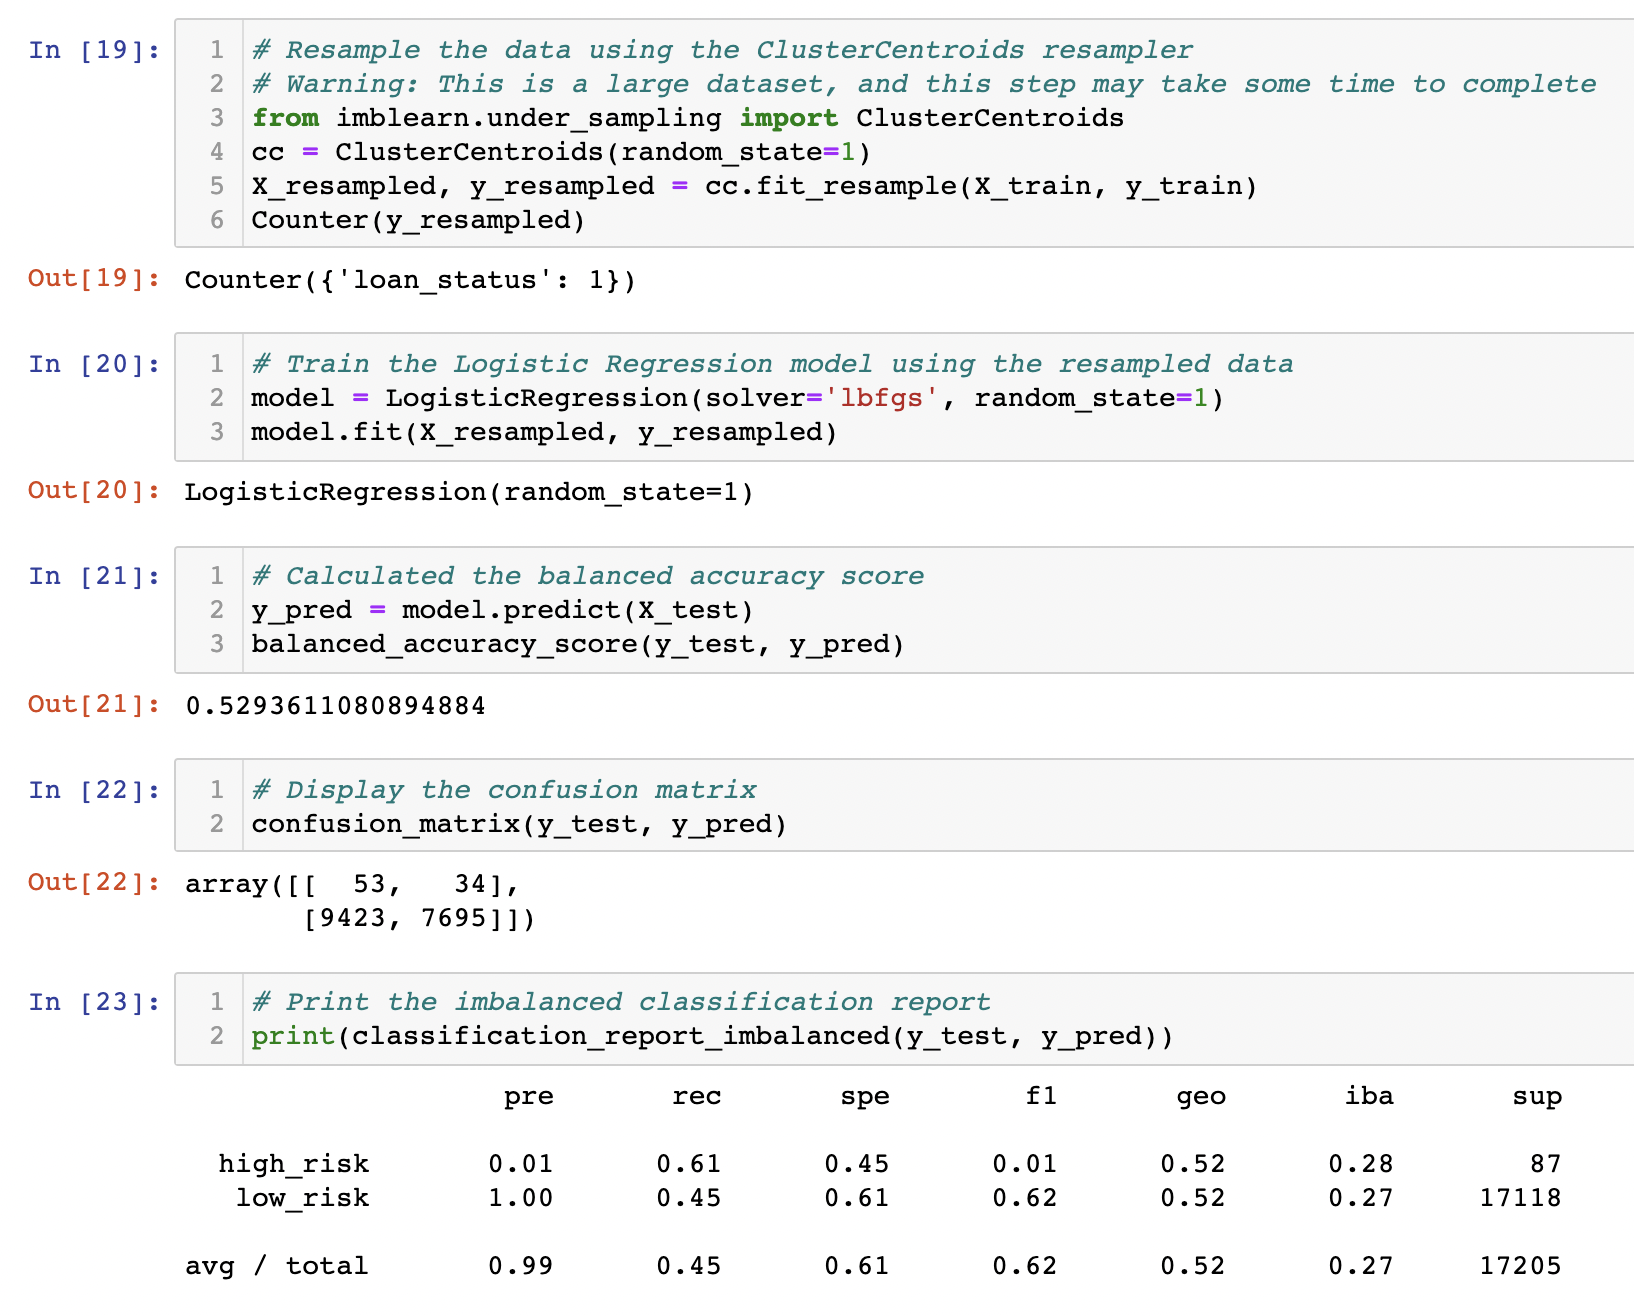 In [19]:
1 # Resample the data using the ClusterCentroids resampler
2 # Warning: This is a large dataset, and this step may take some time to complete
3 from imblearn.under_sampling import ClusterCentroids
4 cc = ClusterCentroids(random_state=1)
5 X_resampled, y_resampled = cc.fit_resample(X_train, y_train)
6 Counter(y_resampled)
Out[19]: Counter({'loan_status': 1})
In [20]:
1 # Train the Logistic Regression model using the resampled data
2 model = LogisticRegression(solver='lbfgs', random_state=1)
3 model.fit(X_resampled, y_resampled)
Out[20]: LogisticRegression(random_state=1)
In [21]:
1 # Calculated the balanced accuracy score
2 y_pred = model.predict(X_test)
3 balanced_accuracy_score(y_test, y_pred)
Out[21]: 0.5293611080894884
In [22]:
1 # Display the confusion matrix
2 confusion_matrix(y_test, y_pred)
Out[22]: array([[  53,   34],
       [9423, 7695]])
In [23]:
1 # Print the imbalanced classification report
2 print(classification_report_imbalanced(y_test, y_pred))
pre rec spe f1 geo iba sup
high_risk 0.01 0.61 0.45 0.01 0.52 0.28 87
low_risk 1.00 0.45 0.61 0.62 0.52 0.27 17118
avg / total 0.99 0.45 0.61 0.62 0.52 0.27 17205